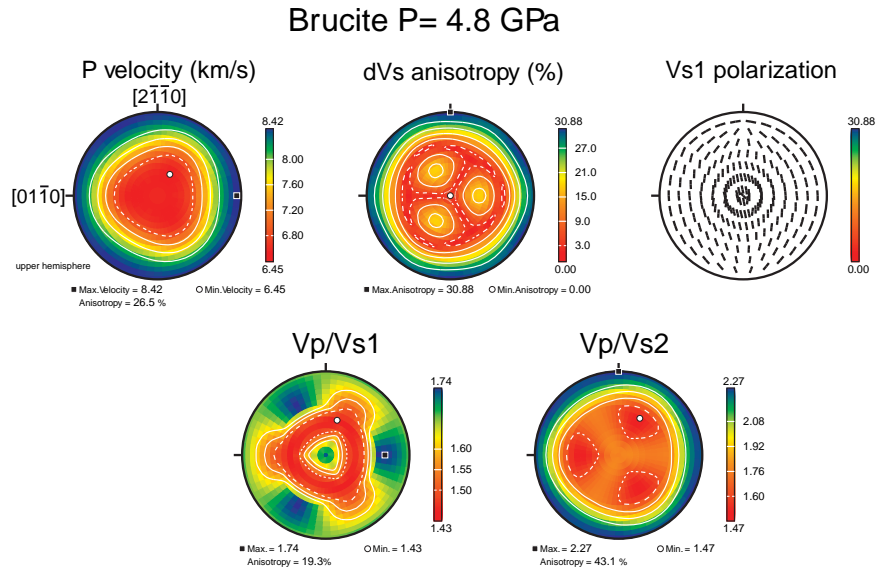 Brucite P= 4.8 GPa
P velocity (km/s)
[21̅1̅0]
[011̅0]
8.42
8.00
7.60
7.20
6.80
6.45
upper hemisphere
Max.Velocity = 8.42 Min.Velocity = 6.45
Anisotropy = 26.5 %
dVs anisotropy (%)
30.88
27.0
21.0
15.0
9.0
3.0
0.00
Max.Anisotropy = 30.88 Min.Anisotropy = 0.00
Vs1 polarization
30.88
0.00
Vp/Vs1
1.74
1.60
1.55
1.50
1.43
Max. = 1.74 Min. = 1.43
Anisotropy = 19.3%
Vp/Vs2
2.27
2.08
1.92
1.76
1.60
1.47
Max. = 2.27 Min. = 1.47
Anisotropy = 43.1 %